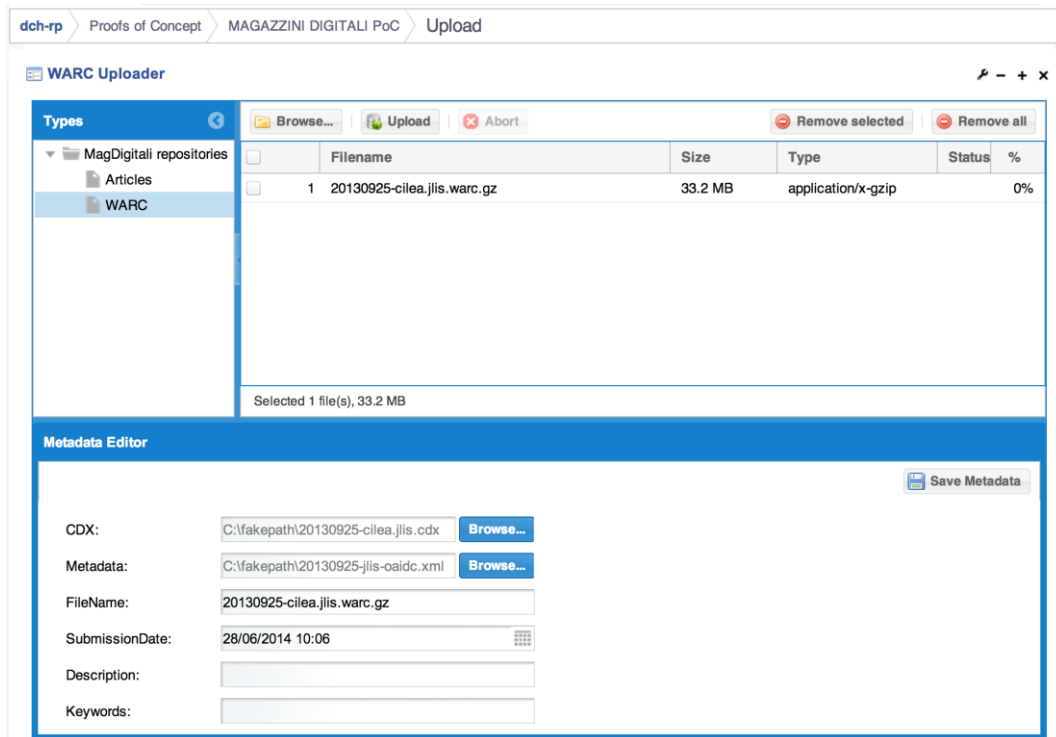 dch-rp Proofs of Concept MAGAZZINI DIGITALI PoC Upload
WARC Uploader
Types
MagDigitali repositories
Articles
WARC
Browse... Upload Abort Remove selected Remove all
Filename Size Type Status %
1 20130925-cilea.jlis.warc.gz 33.2 MB application/x-gzip 0%
Selected 1 file(s), 33.2 MB
Metadata Editor
Save Metadata
CDX: C:\fakepath\20130925-cilea.jlis.cdx Browse...
Metadata: C:\fakepath\20130925-jlis-oaidc.xml Browse...
FileName: 20130925-cilea.jlis.warc.gz
SubmissionDate: 28/06/2014 10:06
Description:
Keywords: